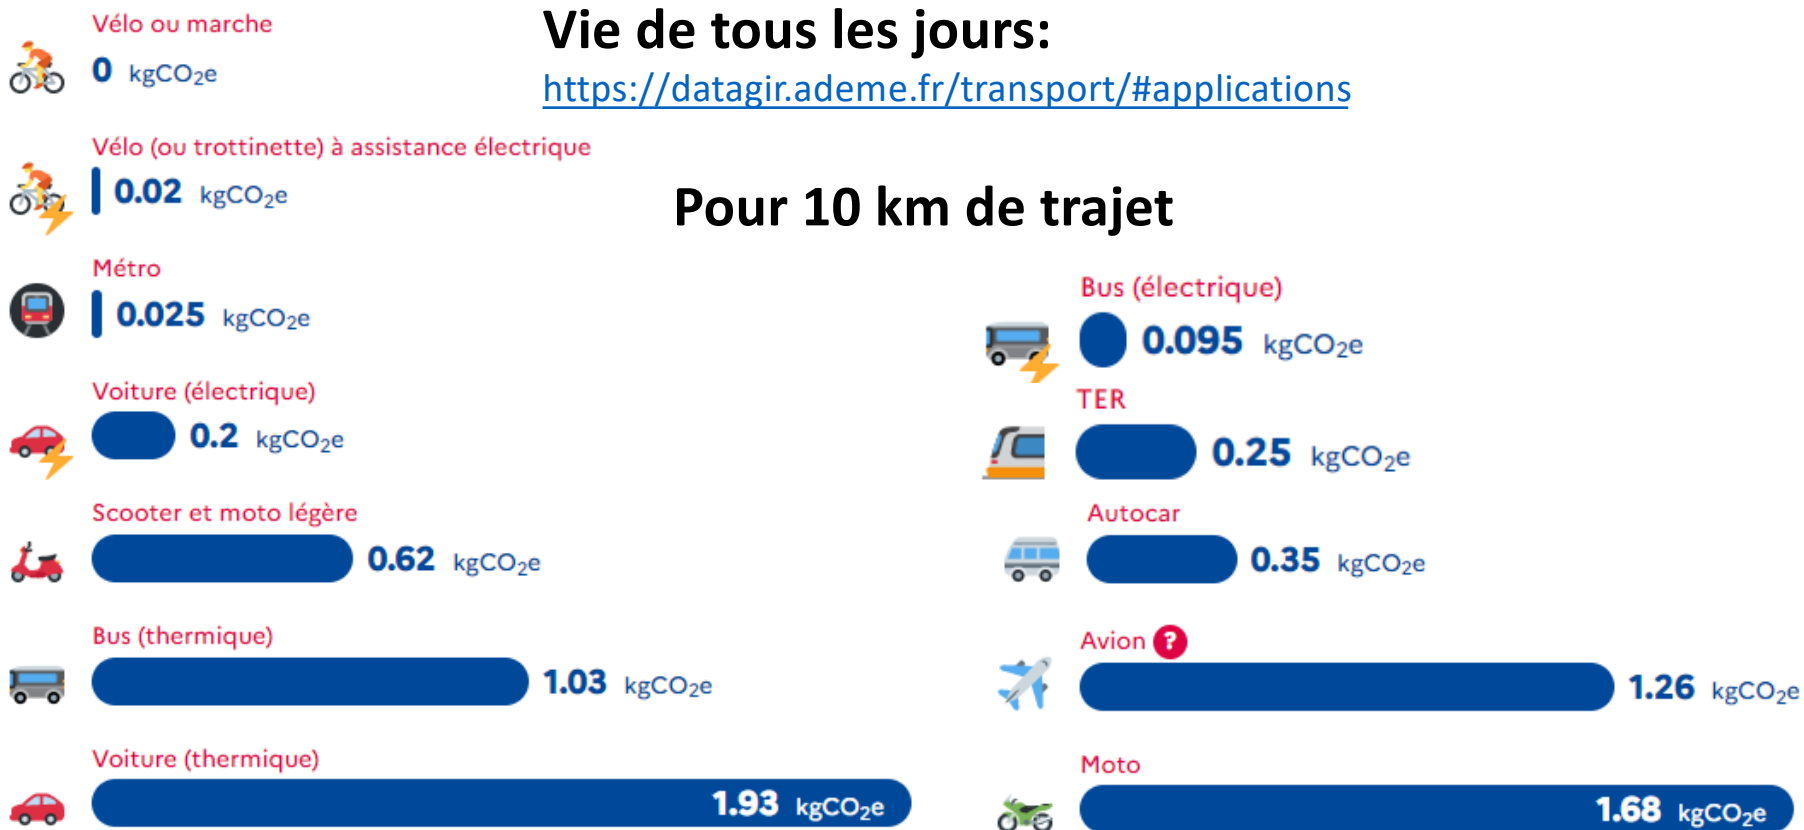 Vie de tous les jours:
https://datagir.ademe.fr/transport/#applications
Pour 10 km de trajet
Vélo ou marche
0 kgCO₂e
Vélo (ou trottinette) à assistance électrique
0.02 kgCO₂e
Métro
0.025 kgCO₂e
Voiture (électrique)
0.2 kgCO₂e
Scooter et moto légère
0.62 kgCO₂e
Bus (thermique)
1.03 kgCO₂e
Voiture (thermique)
1.93 kgCO₂e
Bus (électrique)
0.095 kgCO₂e
TER
0.25 kgCO₂e
Autocar
0.35 kgCO₂e
Avion ?
1.26 kgCO₂e
Moto
1.68 kgCO₂e